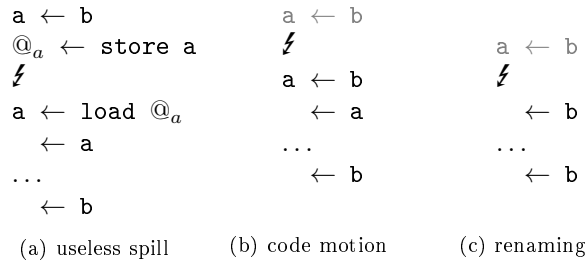 a ← b
@a ← store a
a ← load @a
← a
...
← b
(a) useless spill
a ← b
a ← b
← a
...
← b
(b) code motion
a ← b
← b
...
← b
(c) renaming